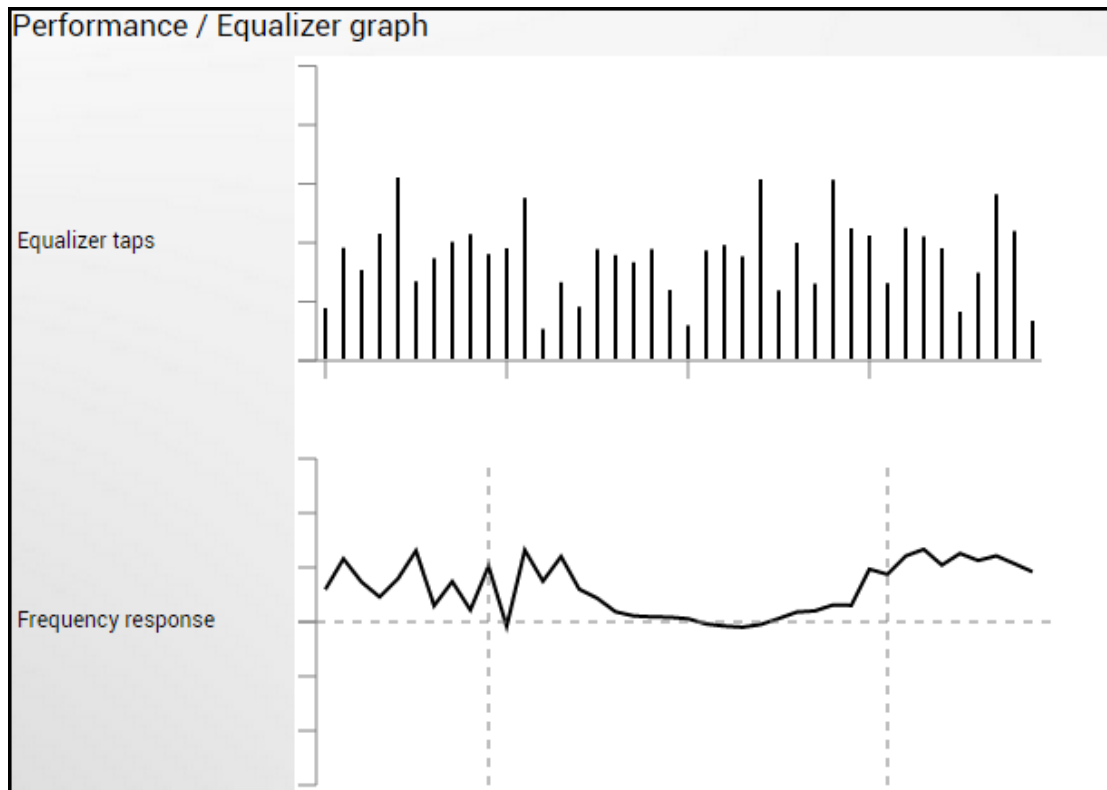 Performance / Equalizer graph
Equalizer taps
Frequency response